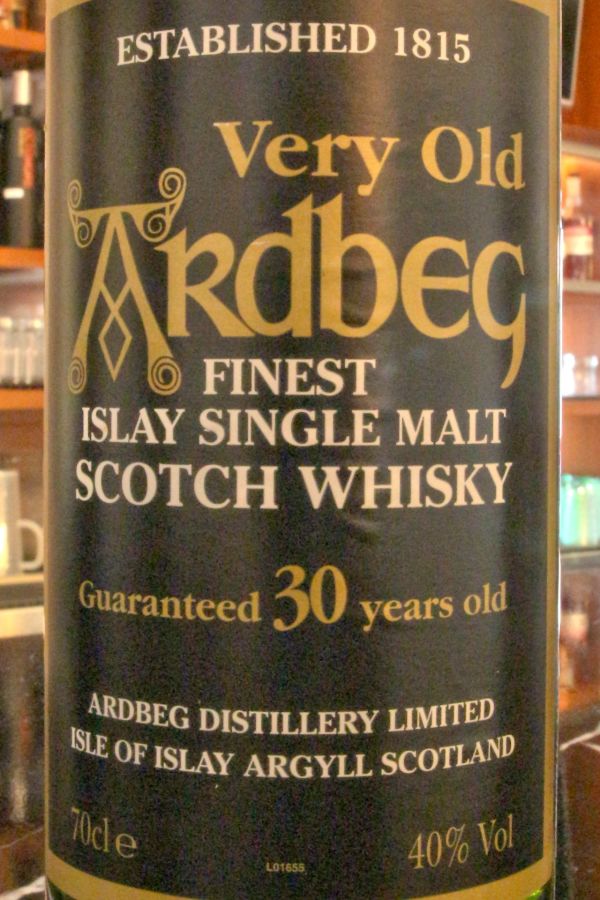 ESTABLISHED 1815
Very Old
ARdbeg
FINEST
ISLAY SINGLE MALT
SCOTCH WHISKY
Guaranteed 30 years old
ARDBEG DISTILLERY LIMITED
ISLE OF ISLAY ARGYLL SCOTLAND
70cl e
40% Vol
L01655